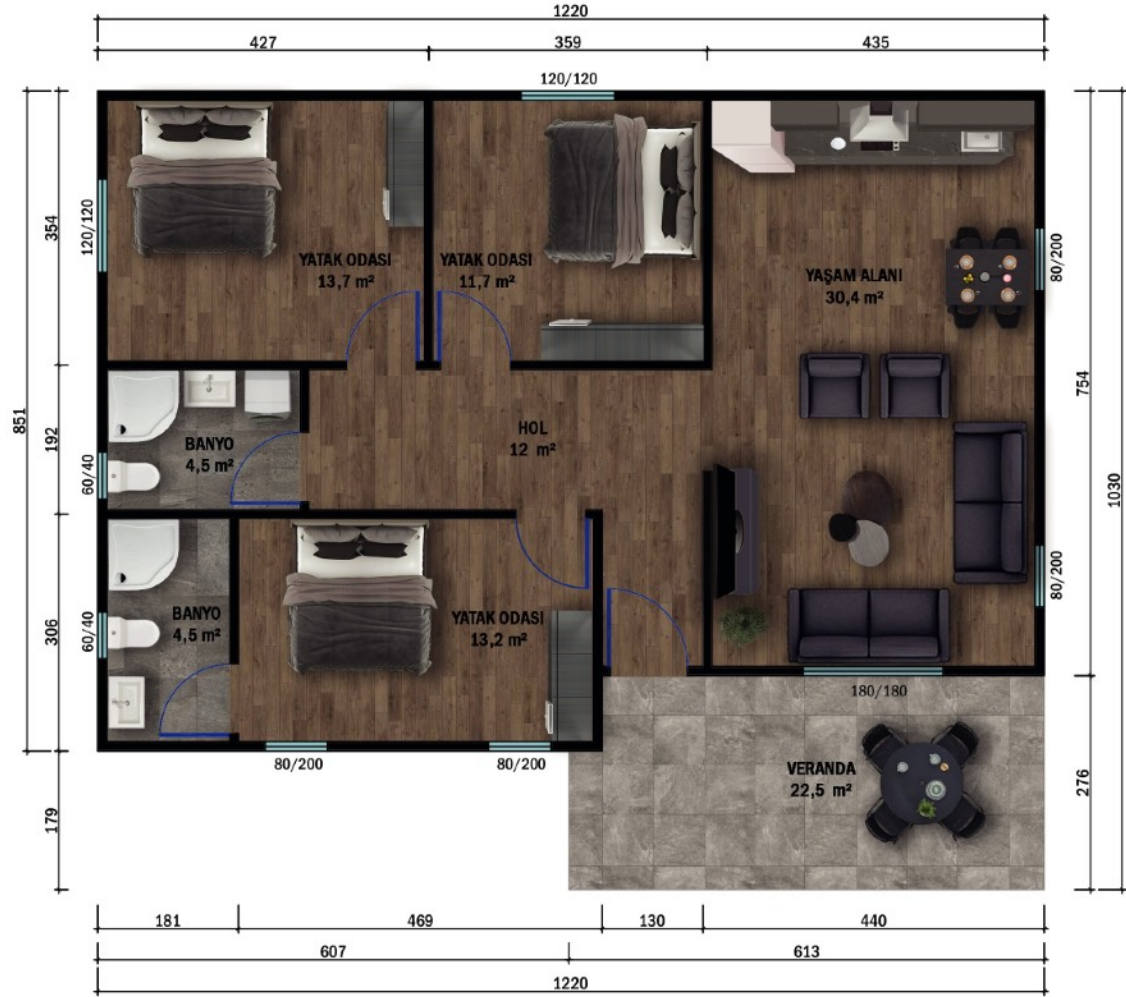 1220
427
359
435
120/120
354
120/120
YATAK ODASI
13,7 m²
YATAK ODASI
11,7 m²
YAŞAM ALANI
30,4 m²
80/200
851
192
60/40
BANYO
4,5 m²
HOL
12 m²
754
1030
306
60/40
BANYO
4,5 m²
YATAK ODASI
13,2 m²
80/200
180/180
80/200
80/200
VERANDA
22,5 m²
276
179
181
469
130
440
607
613
1220